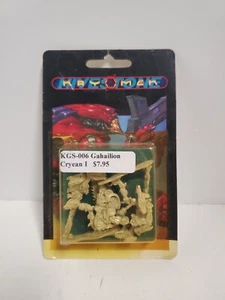 KRYOMEK
KGS-006 Gahailion
Cryean I $7.95